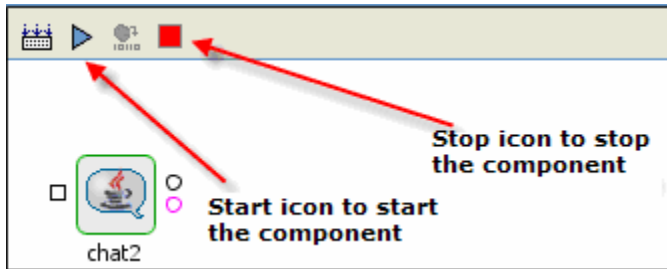 Stop icon to stop
the component
Start icon to start
the component
chat2